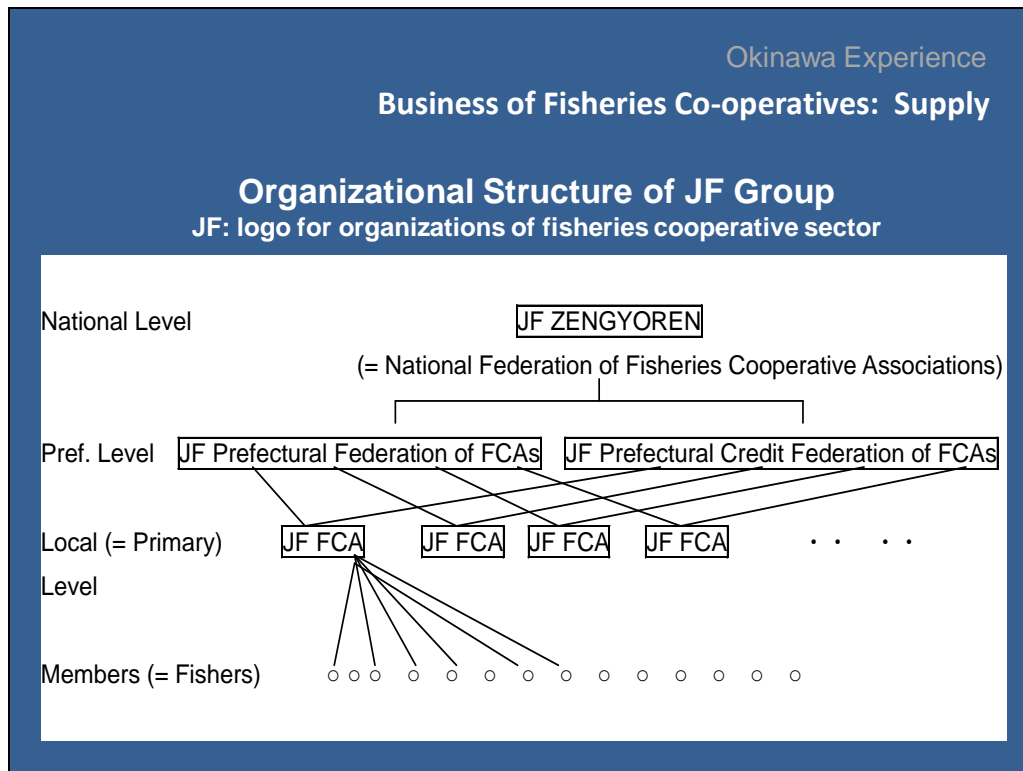 Okinawa Experience
Business of Fisheries Co-operatives: Supply
Organizational Structure of JF Group
JF: logo for organizations of fisheries cooperative sector
National Level JF ZENGYOREN
(= National Federation of Fisheries Cooperative Associations)
Pref. Level JF Prefectural Federation of FCAs JF Prefectural Credit Federation of FCAs
Local (= Primary) JF FCA JF FCA JF FCA JF FCA ・・ ・・
Level
Members (= Fishers) ○ ○ ○ ○ ○ ○ ○ ○ ○ ○ ○ ○ ○ ○